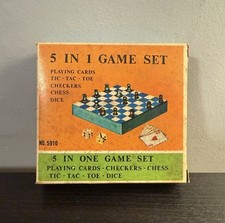 5 IN 1 GAME SET
PLAYING CARDS
TIC · TAC · TOE
CHECKERS
CHESS
DICE
NO. 5910
5 IN ONE GAME SET
PLAYING CARDS · CHECKERS · CHESS
TIC · TAC · TOE · DICE